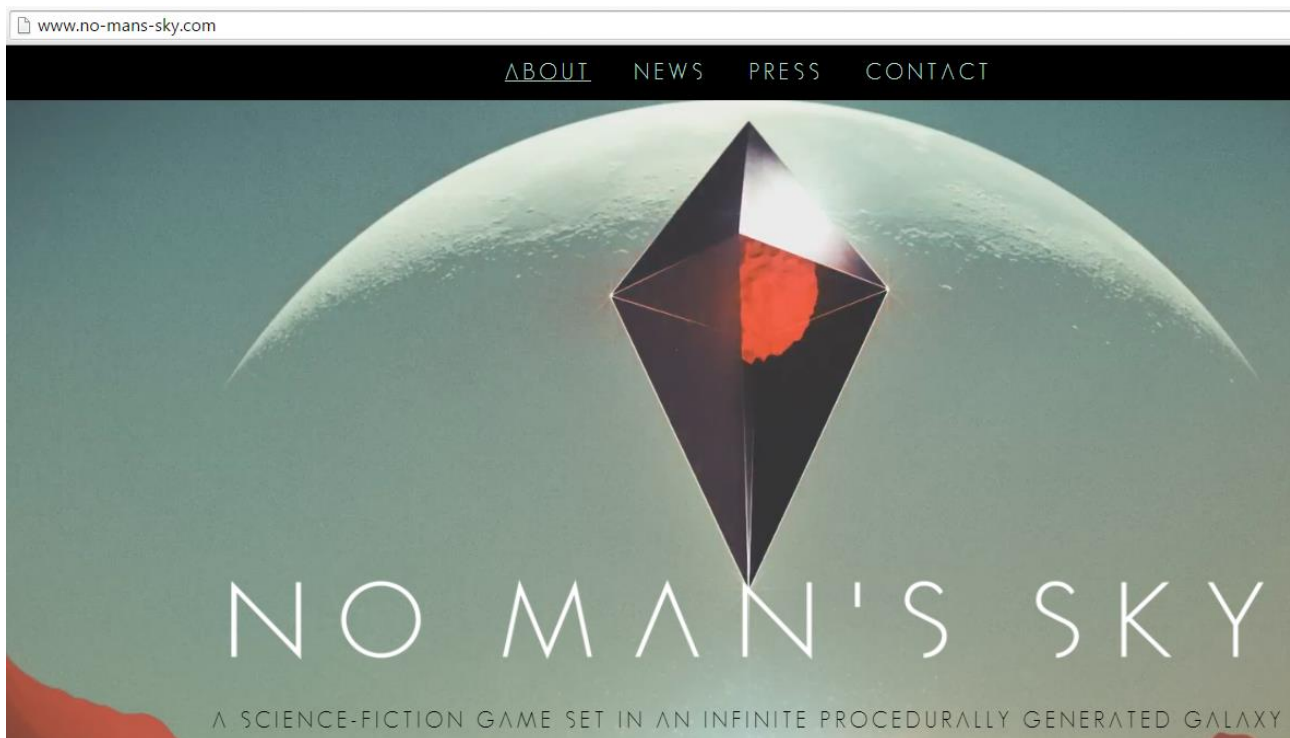 www.no-mans-sky.com
ABOUT NEWS PRESS CONTACT
NO MAN'S SKY
A SCIENCE-FICTION GAME SET IN AN INFINITE PROCEDURALLY GENERATED GALAXY